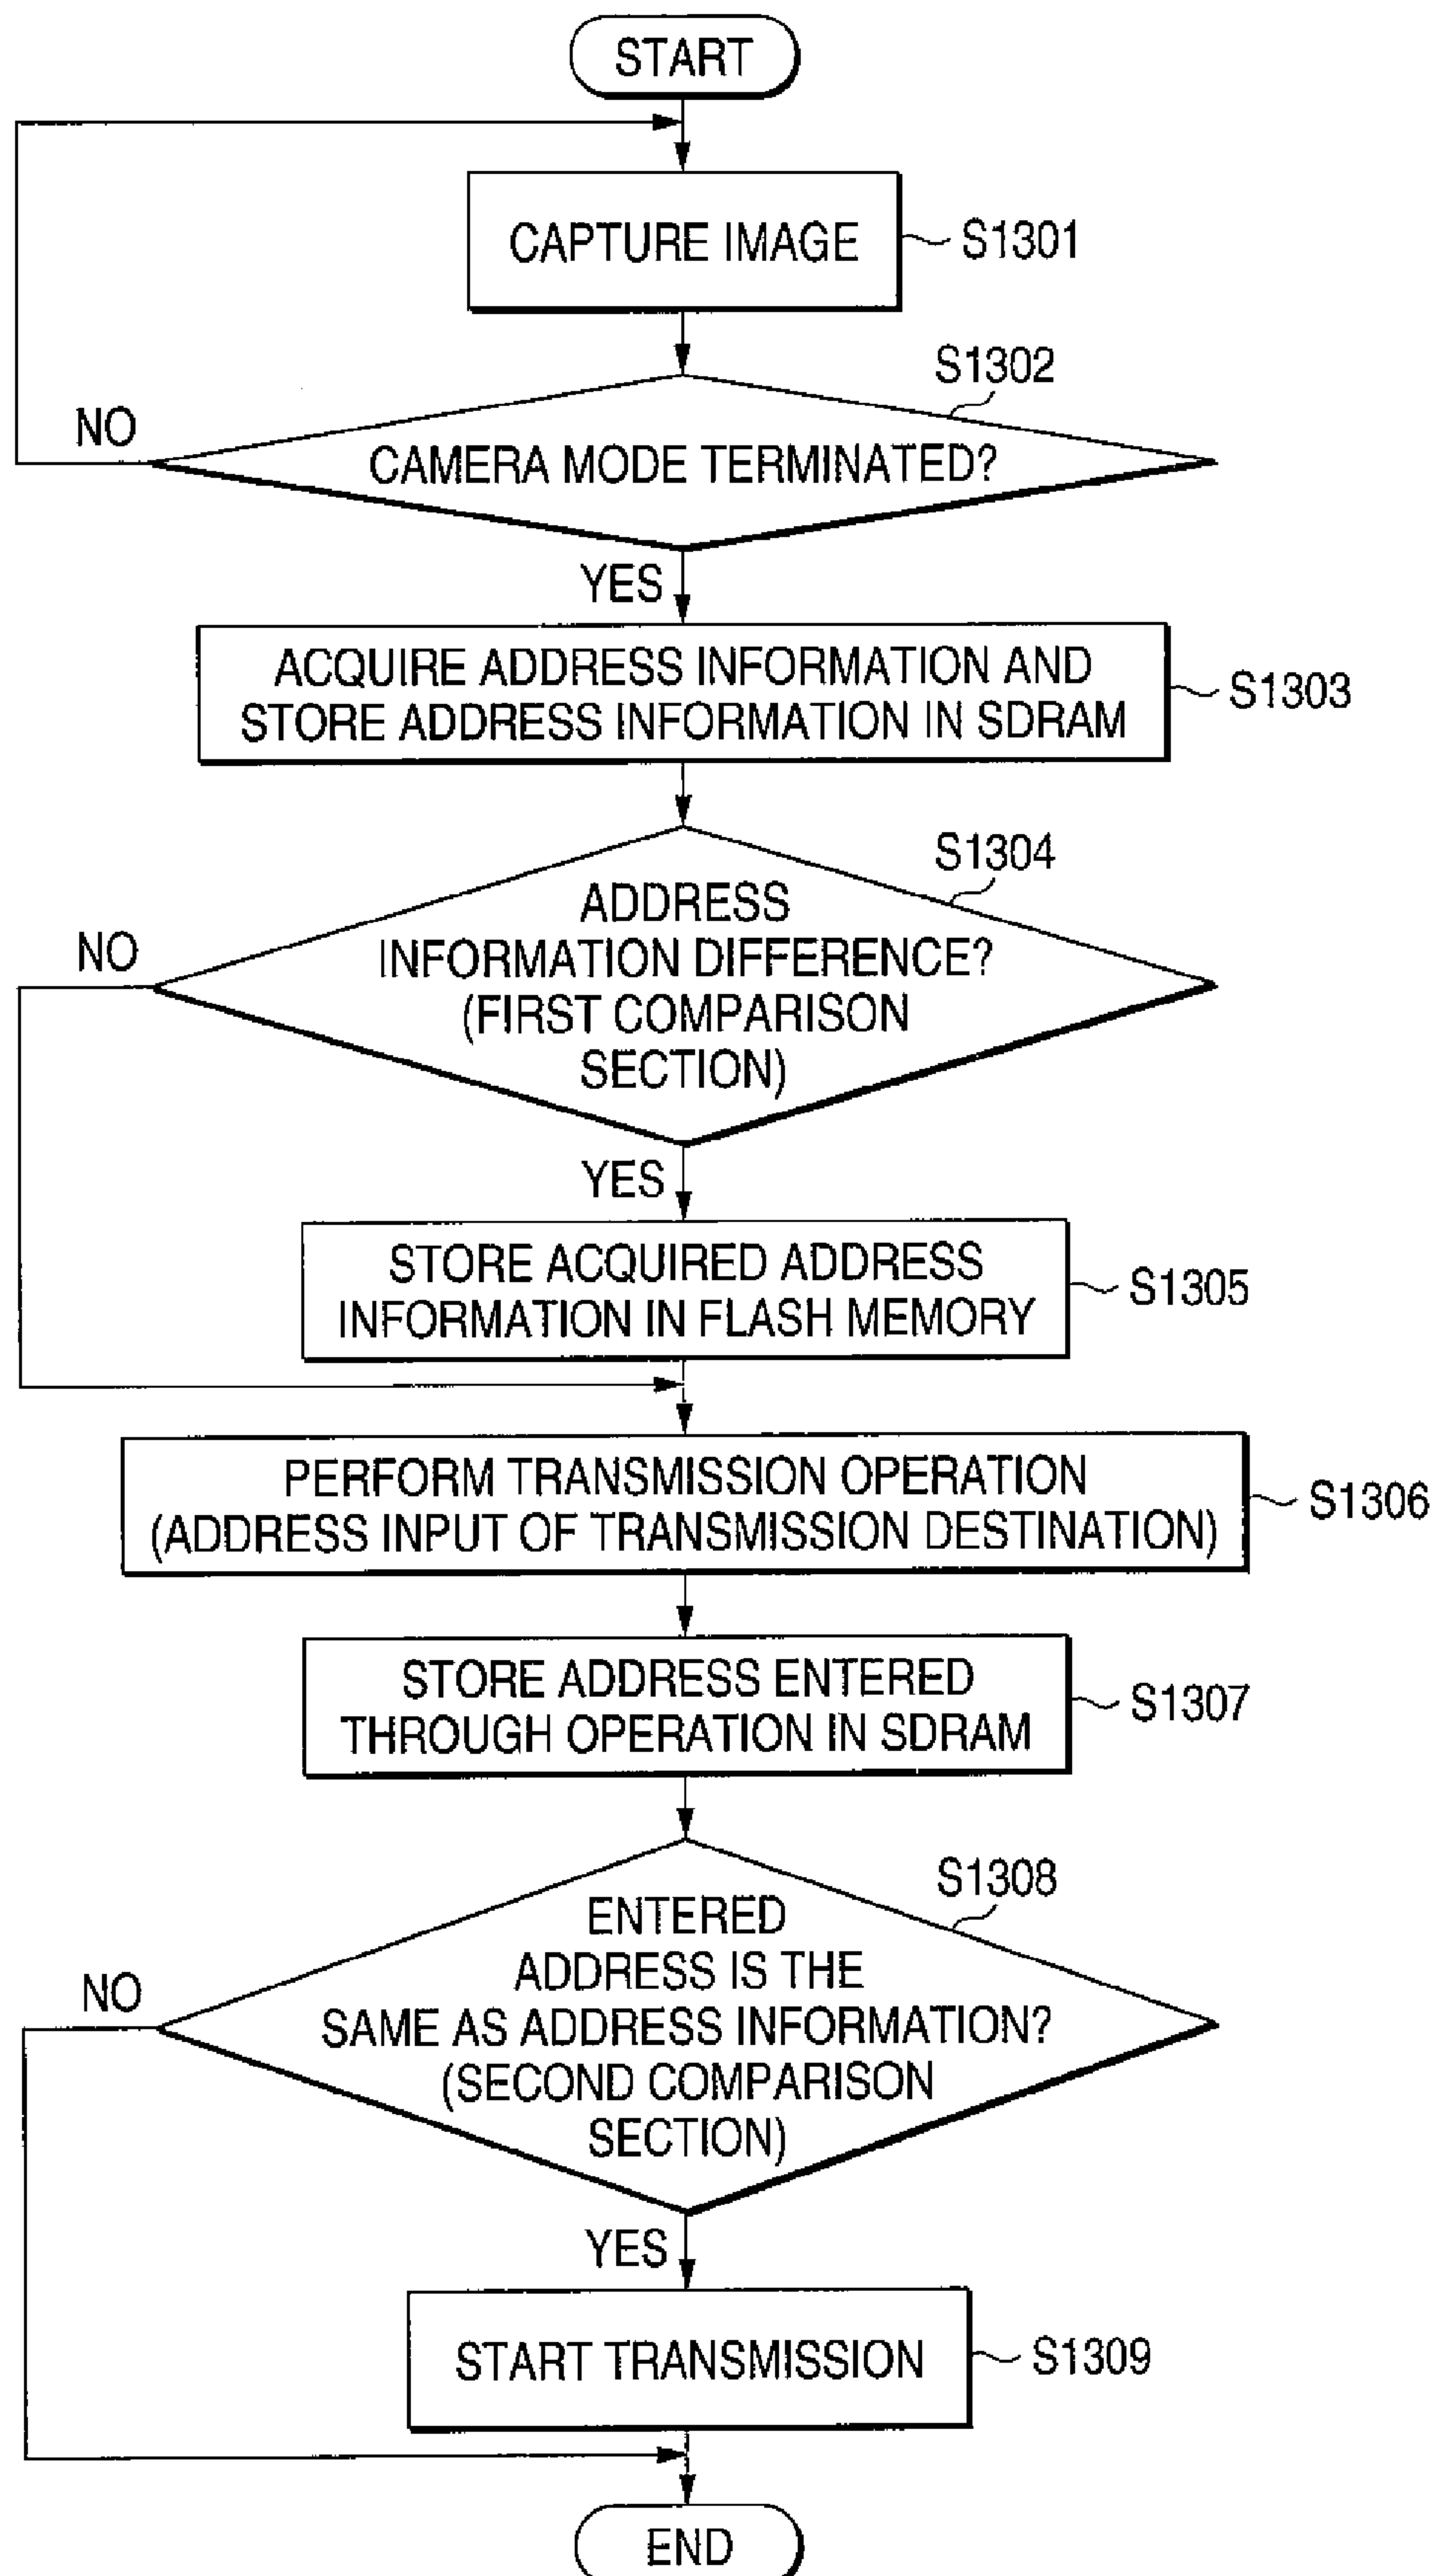 START
CAPTURE IMAGE
S1301
S1302
CAMERA MODE TERMINATED?
NO
YES
ACQUIRE ADDRESS INFORMATION AND
STORE ADDRESS INFORMATION IN SDRAM
S1303
S1304
ADDRESS
INFORMATION DIFFERENCE?
(FIRST COMPARISON
SECTION)
NO
YES
STORE ACQUIRED ADDRESS
INFORMATION IN FLASH MEMORY
S1305
PERFORM TRANSMISSION OPERATION
(ADDRESS INPUT OF TRANSMISSION DESTINATION)
S1306
STORE ADDRESS ENTERED
THROUGH OPERATION IN SDRAM
S1307
S1308
ENTERED
ADDRESS IS THE
SAME AS ADDRESS INFORMATION?
(SECOND COMPARISON
SECTION)
NO
YES
START TRANSMISSION
S1309
END